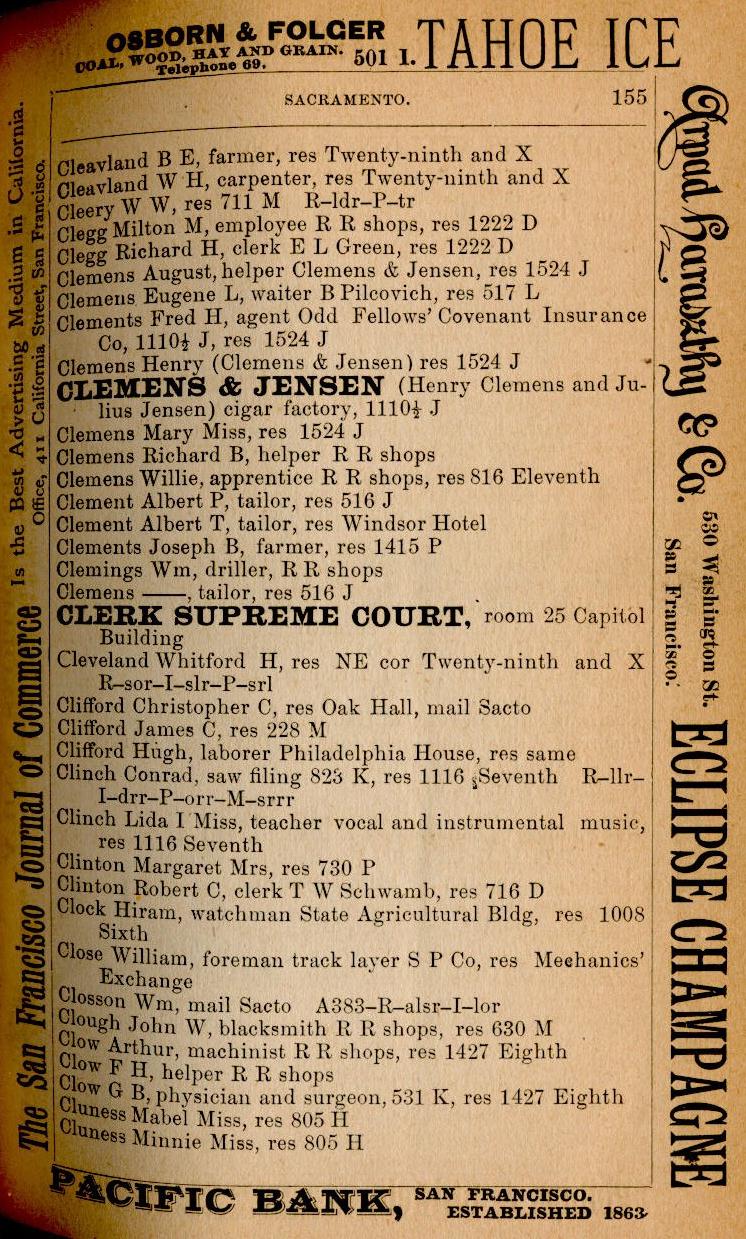 OSBORN & FOLGER
COAL, WOOD, HAY AND GRAIN. 501 I.
Telephone 69.
TAHOE ICE
SACRAMENTO. 155
Cleavland B E, farmer, res Twenty-ninth and X
Cleavland W H, carpenter, res Twenty-ninth and X
Cleery W W, res 711 M R-ldr-P-tr
Clegg Milton M, employee R R shops, res 1222 D
Clegg Richard H, clerk E L Green, res 1222 D
Clemens August, helper Clemens & Jensen, res 1524 J
Clemens Eugene L, waiter B Pilcovich, res 517 L
Clements Fred H, agent Odd Fellows' Covenant Insurance
Co, 1110½ J, res 1524 J
Clemens Henry (Clemens & Jensen) res 1524 J
CLEMENS & JENSEN (Henry Clemens and Ju-
lius Jensen) cigar factory, 1110½ J
Clemens Mary Miss, res 1524 J
Clemens Richard B, helper R R shops
Clemens Willie, apprentice R R shops, res 816 Eleventh
Clement Albert P, tailor, res 516 J
Clement Albert T, tailor, res Windsor Hotel
Clements Joseph B, farmer, res 1415 P
Clemings Wm, driller, R R shops
Clemens ——, tailor, res 516 J
CLERK SUPREME COURT, room 25 Capitol
Building
Cleveland Whitford H, res NE cor Twenty-ninth and X
R-sor-I-slr-P-srl
Clifford Christopher C, res Oak Hall, mail Sacto
Clifford James C, res 228 M
Clifford Hugh, laborer Philadelphia House, res same
Clinch Conrad, saw filing 823 K, res 1116 Seventh R-llr-
I-drr-P-orr-M-srrr
Clinch Lida I Miss, teacher vocal and instrumental music,
res 1116 Seventh
Clinton Margaret Mrs, res 730 P
Clinton Robert C, clerk T W Schwamb, res 716 D
Clock Hiram, watchman State Agricultural Bldg, res 1008
Sixth
Close William, foreman track layer S P Co, res Mechanics'
Exchange
Closson Wm, mail Sacto A383-R-alsr-I-lor
Clough John W, blacksmith R R shops, res 630 M
Clow Arthur, machinist R R shops, res 1427 Eighth
Clow F H, helper R R shops
Clow G B, physician and surgeon, 531 K, res 1427 Eighth
Cluness Mabel Miss, res 805 H
Cluness Minnie Miss, res 805 H
PACIFIC BANK, SAN FRANCISCO.
ESTABLISHED 1863
The San Francisco Journal of Commerce Is the Best Advertising Medium in California.
Office, 411 California Street, San Francisco.
Arpad Haraszthy & Co. 530 Washington St.
San Francisco.
ECLIPSE CHAMPAGNE